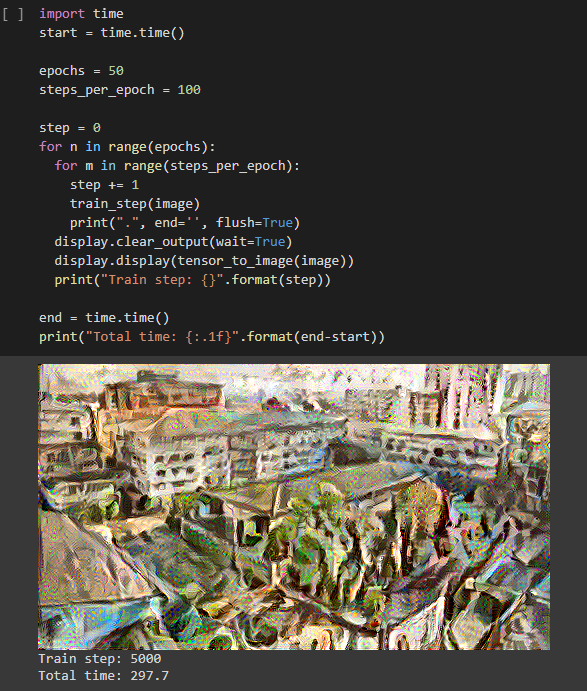 [ ] import time
start = time.time()
epochs = 50
steps_per_epoch = 100
step = 0
for n in range(epochs):
  for m in range(steps_per_epoch):
    step += 1
    train_step(image)
    print(".", end='', flush=True)
  display.clear_output(wait=True)
  display.display(tensor_to_image(image))
  print("Train step: {}".format(step))
end = time.time()
print("Total time: {:.1f}".format(end-start))
Train step: 5000
Total time: 297.7